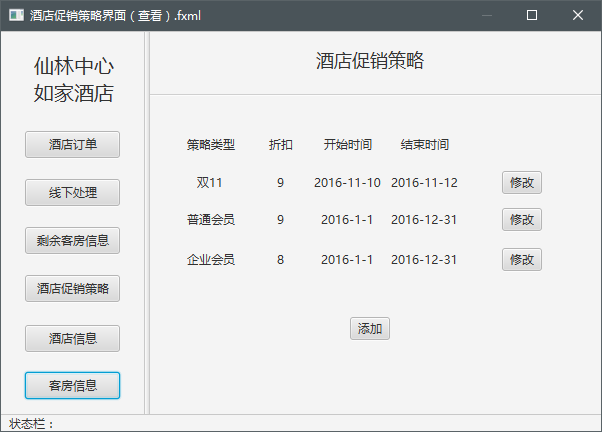 酒店促销策略界面（查看）.fxml
仙林中心
如家酒店
酒店订单
线下处理
剩余客房信息
酒店促销策略
酒店信息
客房信息
酒店促销策略
策略类型 折扣 开始时间 结束时间
双11 9 2016-11-10 2016-11-12 修改
普通会员 9 2016-1-1 2016-12-31 修改
企业会员 8 2016-1-1 2016-12-31 修改
添加
状态栏：